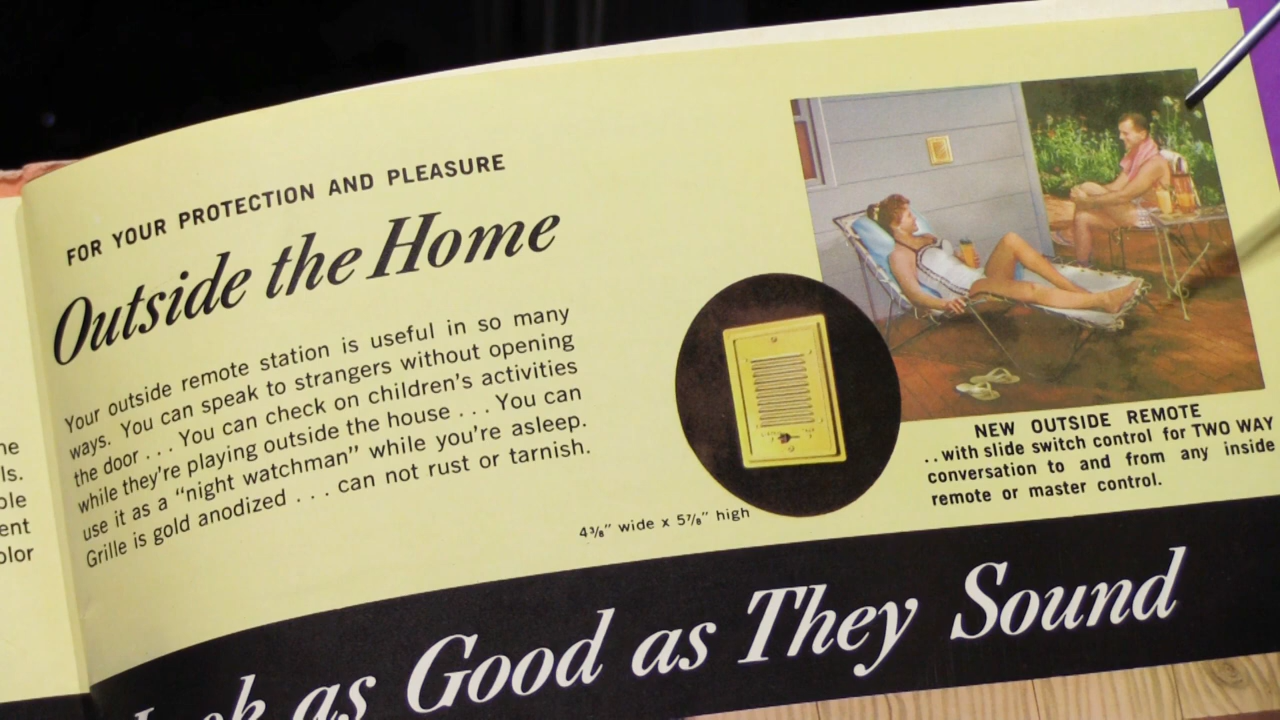 FOR YOUR PROTECTION AND PLEASURE
Outside the Home
Your outside remote station is useful in so many
ways. You can speak to strangers without opening
the door . . . You can check on children's activities
while they're playing outside the house . . . You can
use it as a “night watchman” while you're asleep.
Grille is gold anodized . . . can not rust or tarnish.
4⅜" wide x 5⅞" high
NEW OUTSIDE REMOTE
. . with slide switch control for TWO WAY
conversation to and from any inside
remote or master control.
as Good as They Sound